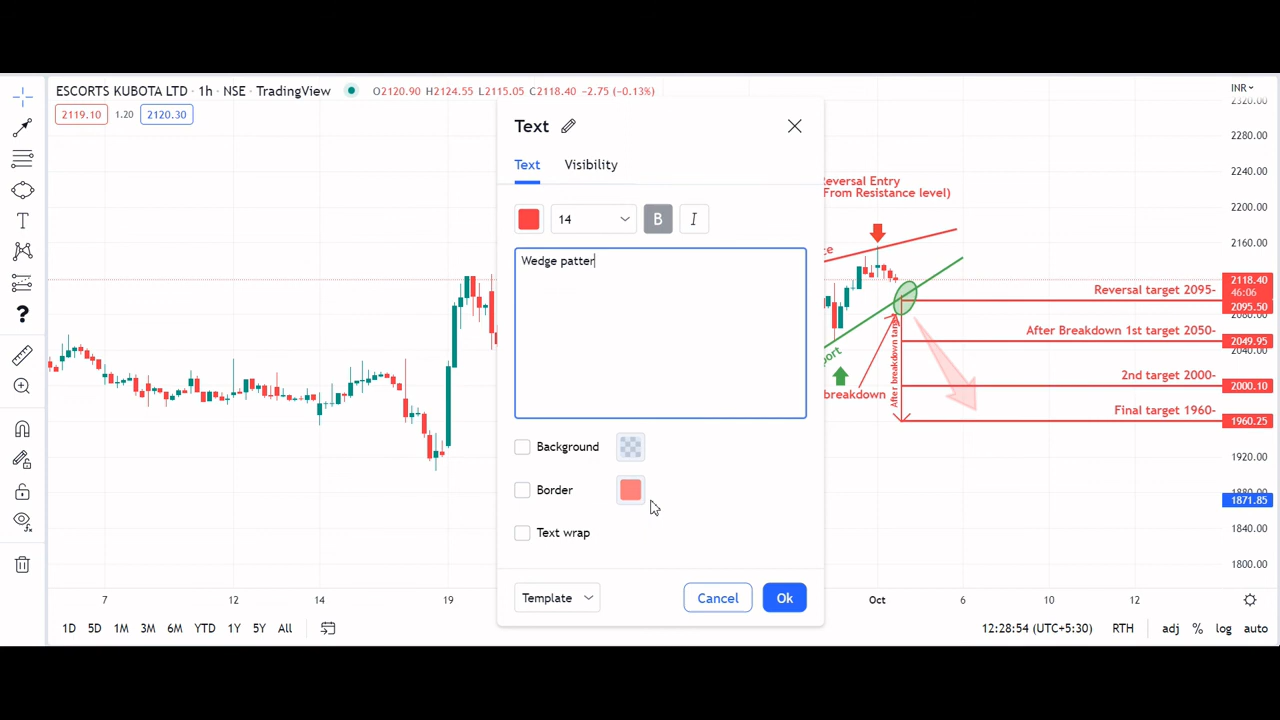 ESCORTS KUBOTA LTD · 1h · NSE · TradingView
O2120.90 H2124.55 L2115.05 C2118.40 −2.75 (−0.13%)
INR
2119.10 1.20 2120.30
Text
Text Visibility
14 B I
Wedge patter
Background
Border
Text wrap
Template
Cancel
Ok
Reversal Entry
From Resistance level)
Reversal target 2095-
After Breakdown 1st target 2050-
2nd target 2000-
Final target 1960-
breakdown
2320.00
2280.00
2240.00
2200.00
2160.00
2118.40
46:06
2095.50
2080.00
2049.95
2040.00
2000.10
1960.25
1920.00
1871.85
1840.00
1800.00
7 12 14 19 Oct 6 10 12
1D 5D 1M 3M 6M YTD 1Y 5Y All
12:28:54 (UTC+5:30) RTH adj % log auto